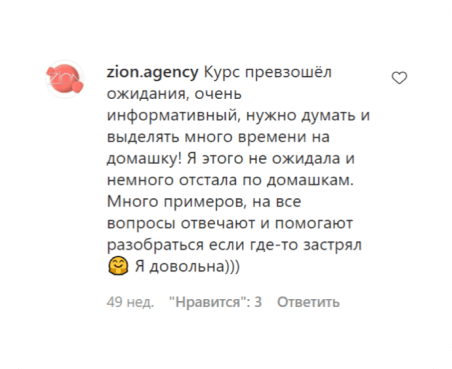 zion.agency Курс превзошёл
ожидания, очень
информативный, нужно думать и
выделять много времени на
домашку! Я этого не ожидала и
немного отстала по домашкам.
Много примеров, на все
вопросы отвечают и помогают
разобраться если где-то застрял
🤗 Я довольна)))
49 нед. "Нравится": 3 Ответить